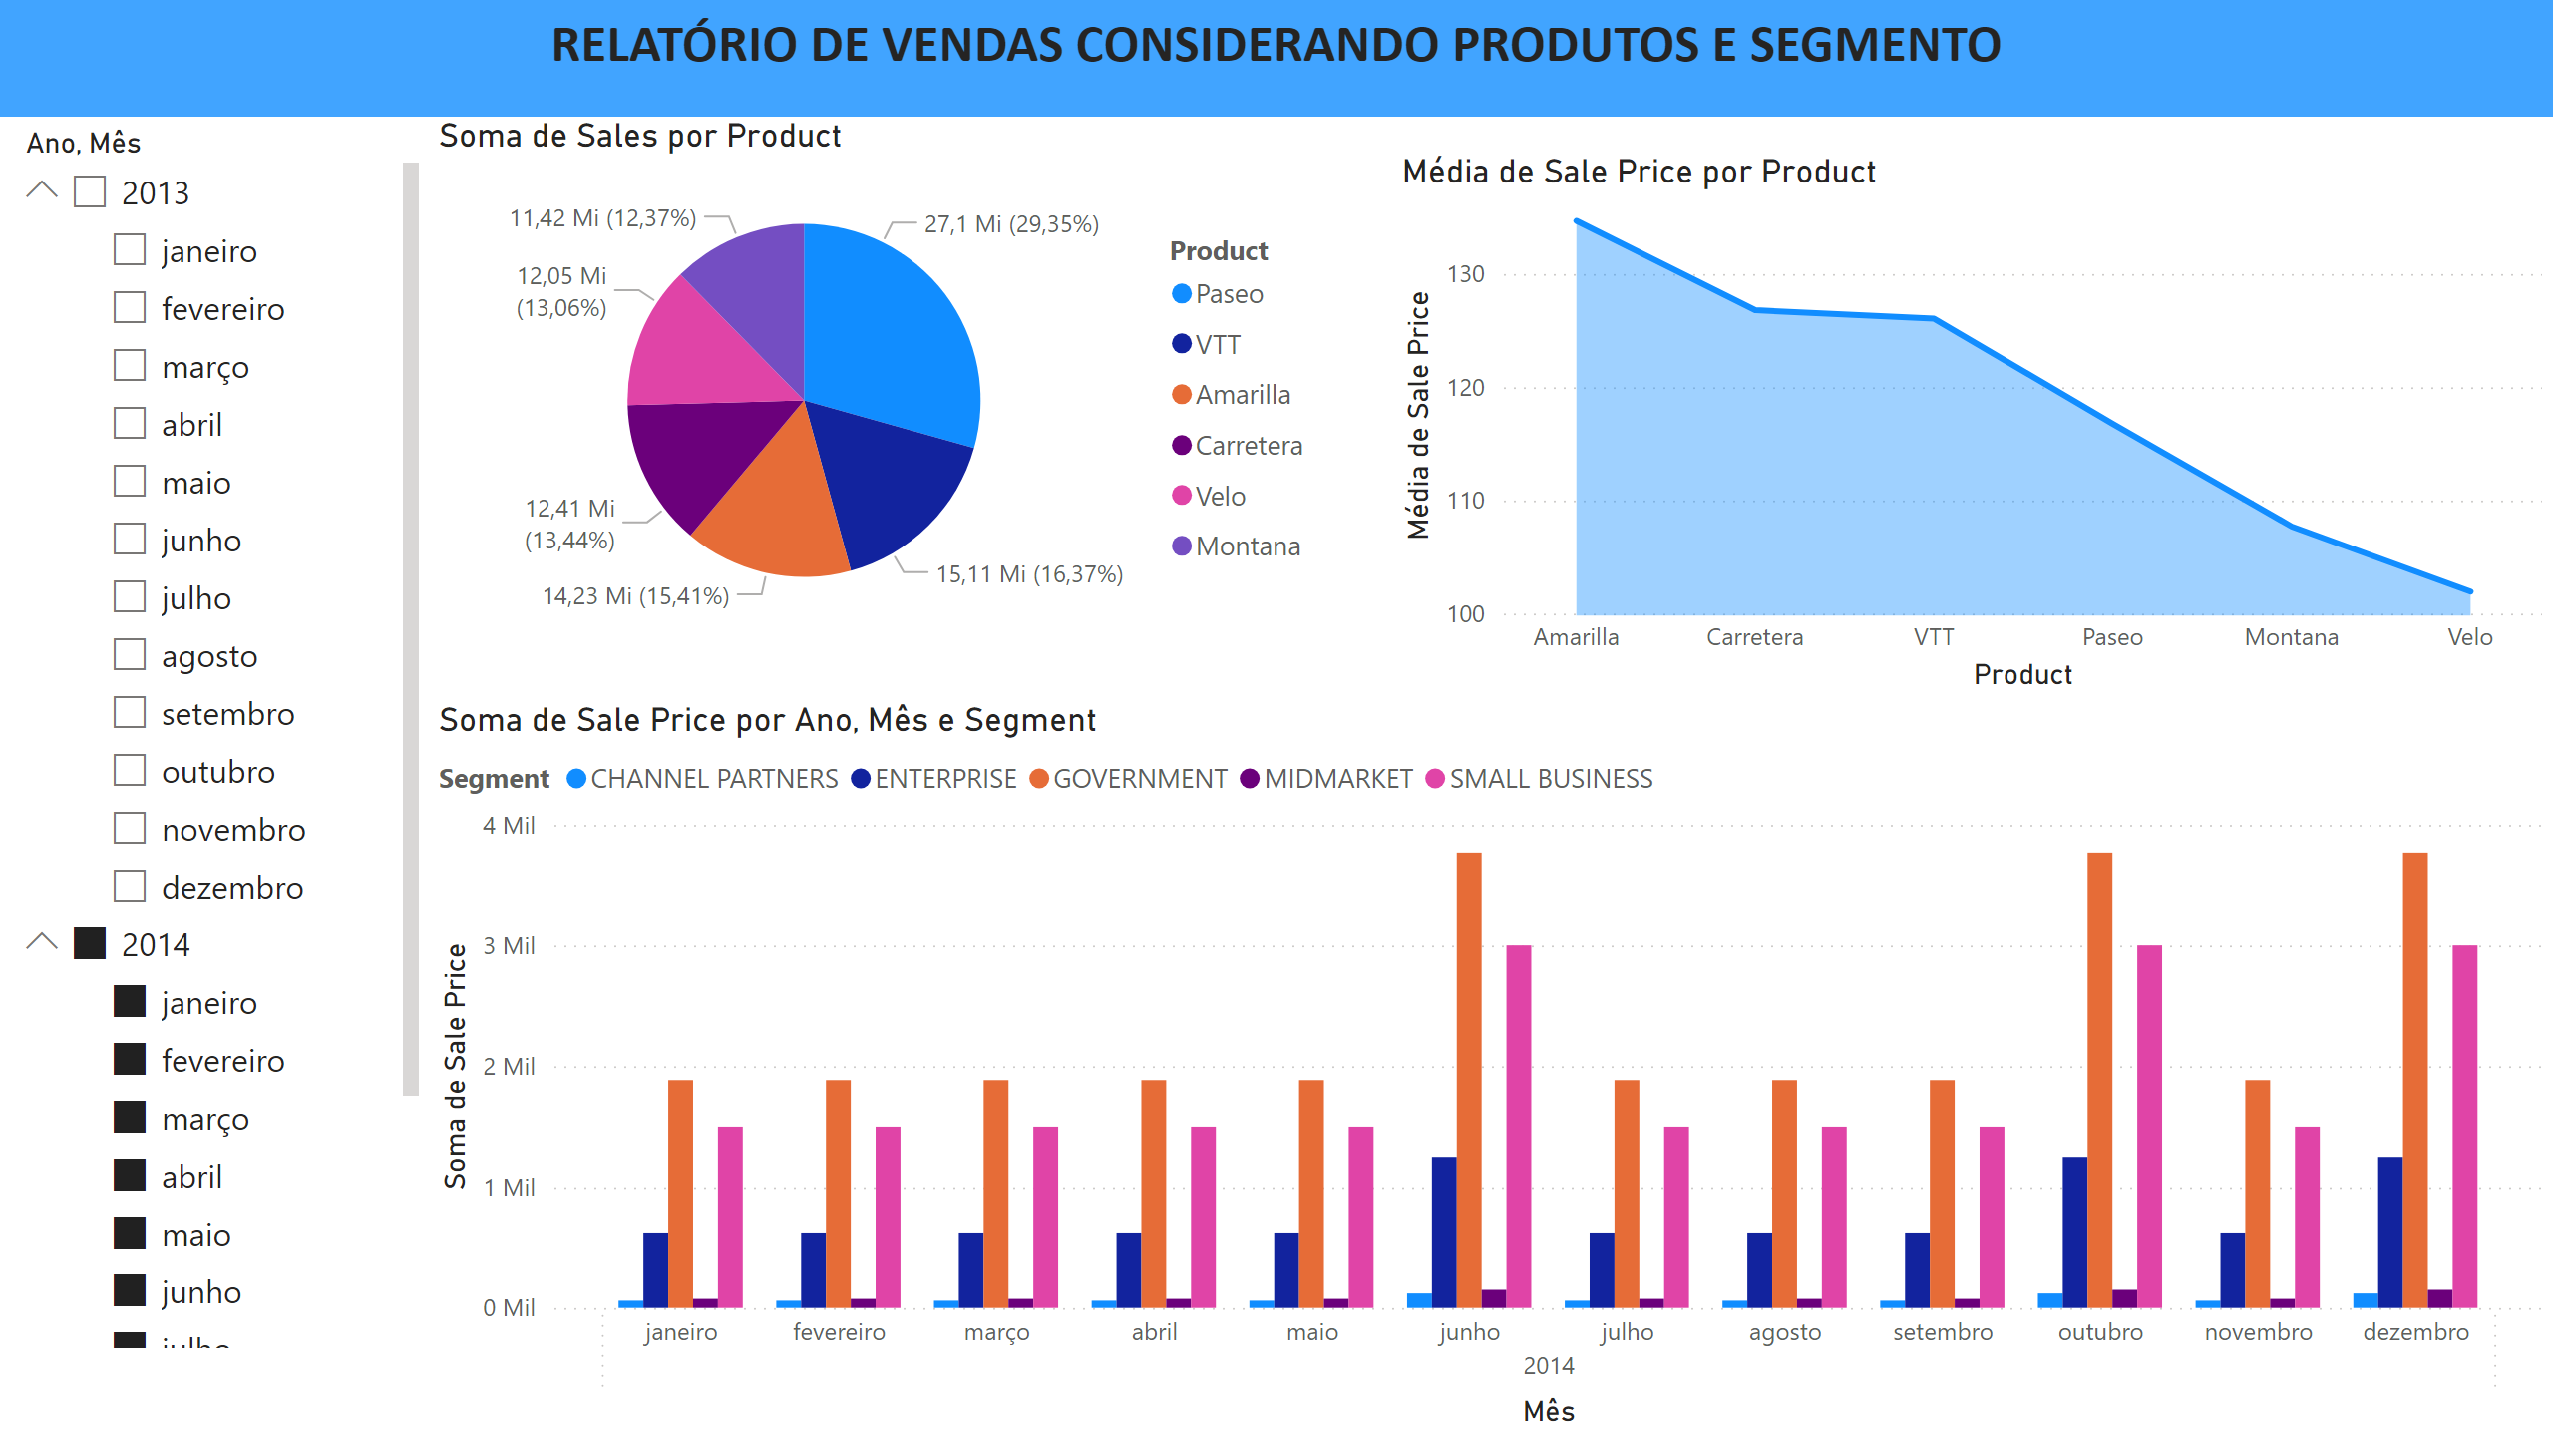 RELATÓRIO DE VENDAS CONSIDERANDO PRODUTOS E SEGMENTO
Ano, Mês
2013
janeiro
fevereiro
março
abril
maio
junho
julho
agosto
setembro
outubro
novembro
dezembro
2014
janeiro
fevereiro
março
abril
maio
junho
julho
Soma de Sales por Product
11,42 Mi (12,37%)
27,1 Mi (29,35%)
12,05 Mi
(13,06%)
12,41 Mi
(13,44%)
15,11 Mi (16,37%)
14,23 Mi (15,41%)
Product
Paseo
VTT
Amarilla
Carretera
Velo
Montana
Média de Sale Price por Product
Média de Sale Price
130
120
110
100
Amarilla Carretera VTT Paseo Montana Velo
Product
Soma de Sale Price por Ano, Mês e Segment
Segment CHANNEL PARTNERS ENTERPRISE GOVERNMENT MIDMARKET SMALL BUSINESS
Soma de Sale Price
4 Mil
3 Mil
2 Mil
1 Mil
0 Mil
janeiro fevereiro março abril maio junho julho agosto setembro outubro novembro dezembro
2014
Mês